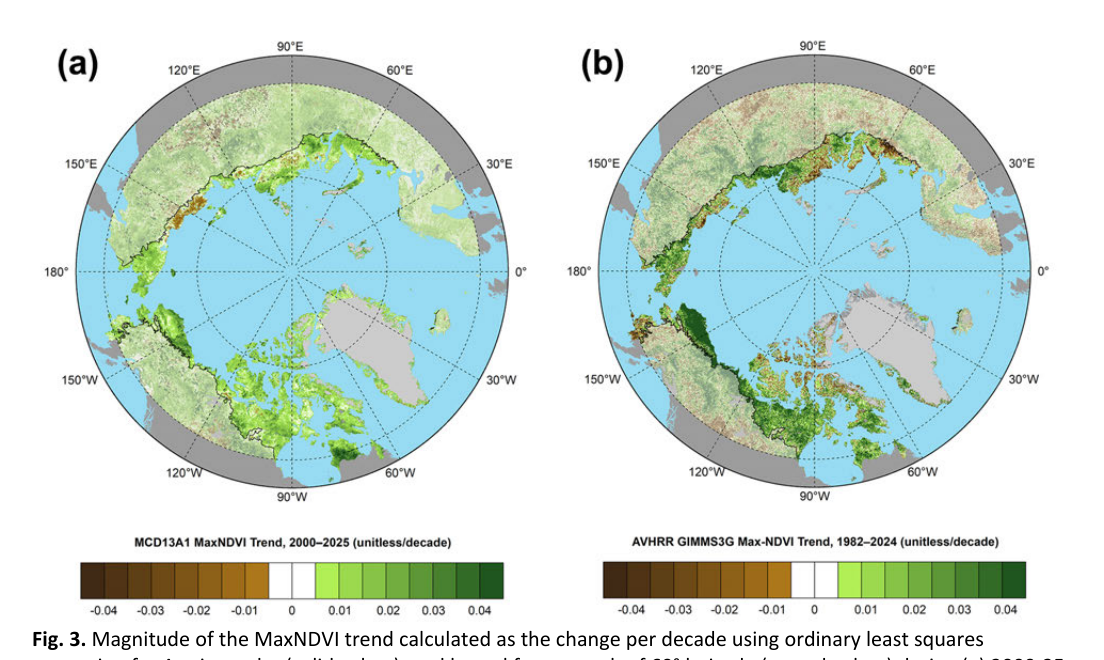 (a)
90°E
120°E
60°E
150°E
30°E
180°
0°
150°W
30°W
120°W
60°W
90°W
MCD13A1 MaxNDVI Trend, 2000–2025 (unitless/decade)
-0.04 -0.03 -0.02 -0.01 0 0.01 0.02 0.03 0.04
(b)
90°E
120°E
60°E
150°E
30°E
180°
0°
150°W
30°W
120°W
60°W
90°W
AVHRR GIMMS3G Max-NDVI Trend, 1982–2024 (unitless/decade)
-0.04 -0.03 -0.02 -0.01 0 0.01 0.02 0.03 0.04
Fig. 3. Magnitude of the MaxNDVI trend calculated as the change per decade using ordinary least squares